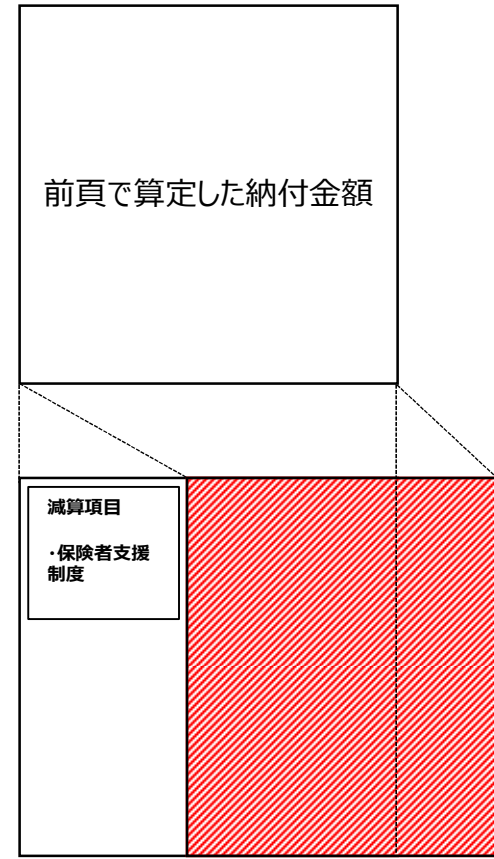 前頁で算定した納付金額
減算項目
・保険者支援
制度